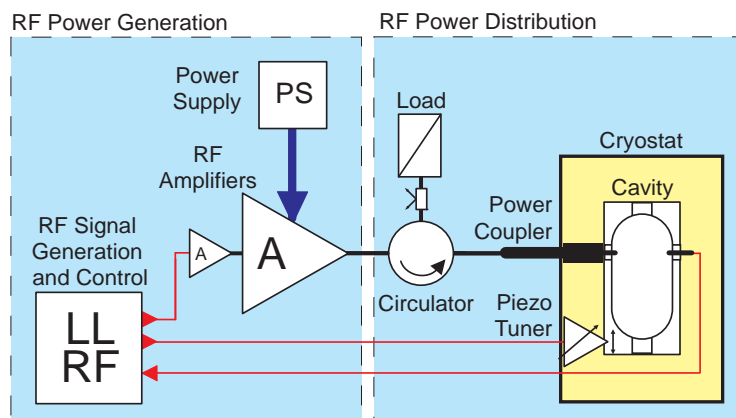 RF Power Generation
RF Power Distribution
Power
Supply
PS
RF
Amplifiers
RF Signal
Generation
and Control
A
A
LL
RF
Load
Circulator
Power
Coupler
Cryostat
Cavity
Piezo
Tuner